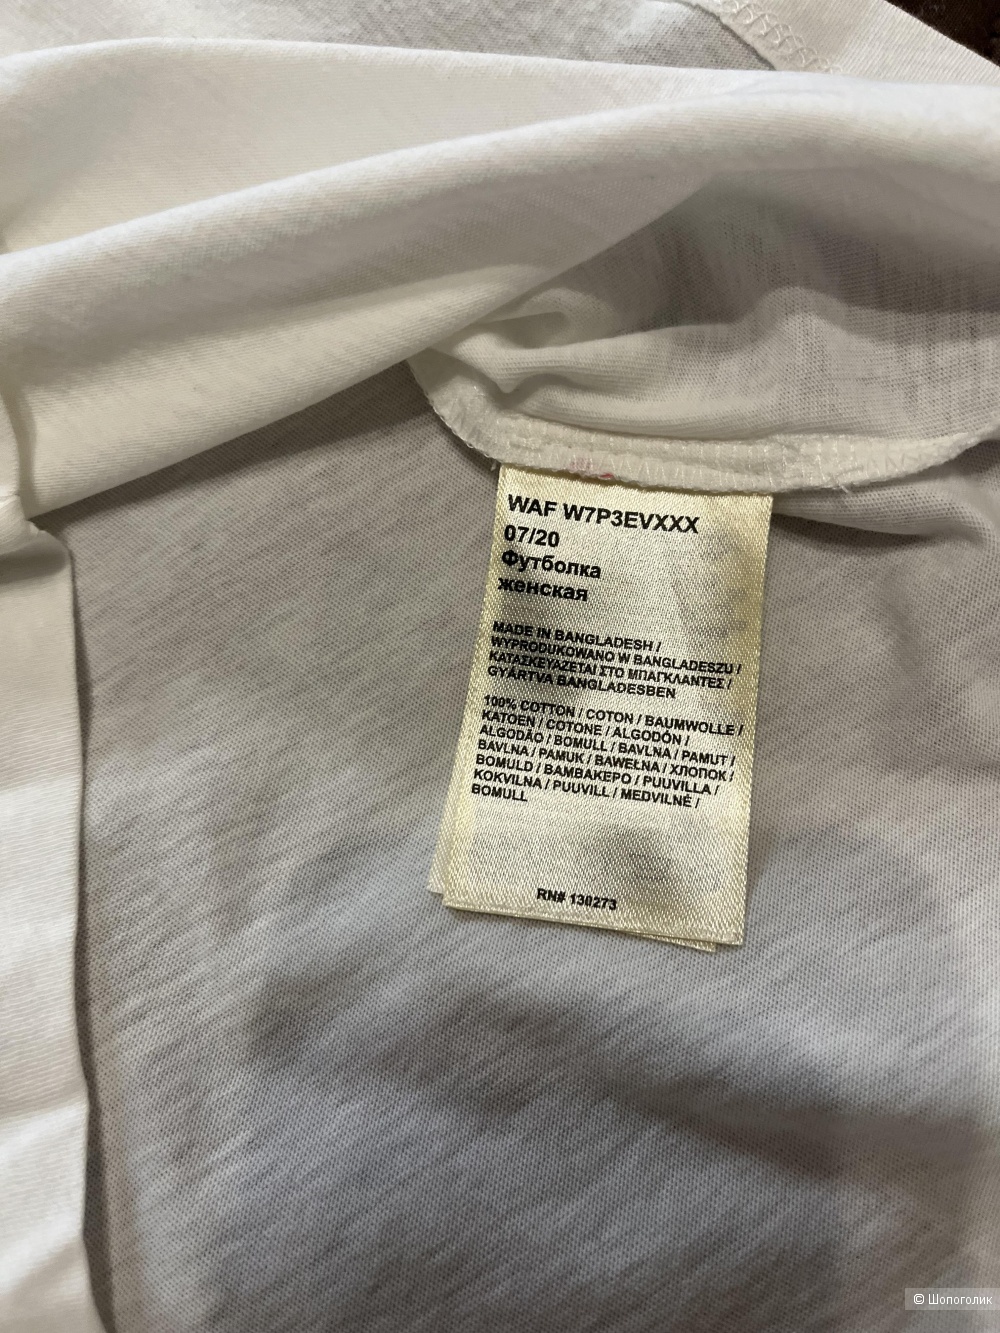 WAF W7P3EVXXX
07/20
Футболка
женская
MADE IN BANGLADESH /
WYPRODUKOWANO W BANGLADESZU /
ΚΑΤΑΣΚΕΥΑΖΕΤΑΙ ΣΤΟ ΜΠΑΓΚΛΑΝΤΕΣ /
GYÁRTVA BANGLADESBEN
100% COTTON / COTON / BAUMWOLLE /
KATOEN / COTONE / ALGODÓN /
ALGODÃO / BOMULL / BAVLNA / PAMUT /
BAVLNA / PAMUK / BAWEŁNA / ХЛОПОК /
BOMULD / ΒΑΜΒΑΚΕΡΟ / PUUVILLA /
KOKVILNA / PUUVILL / MEDVILNĖ /
BOMULL
RN# 130273
© Шопоголик